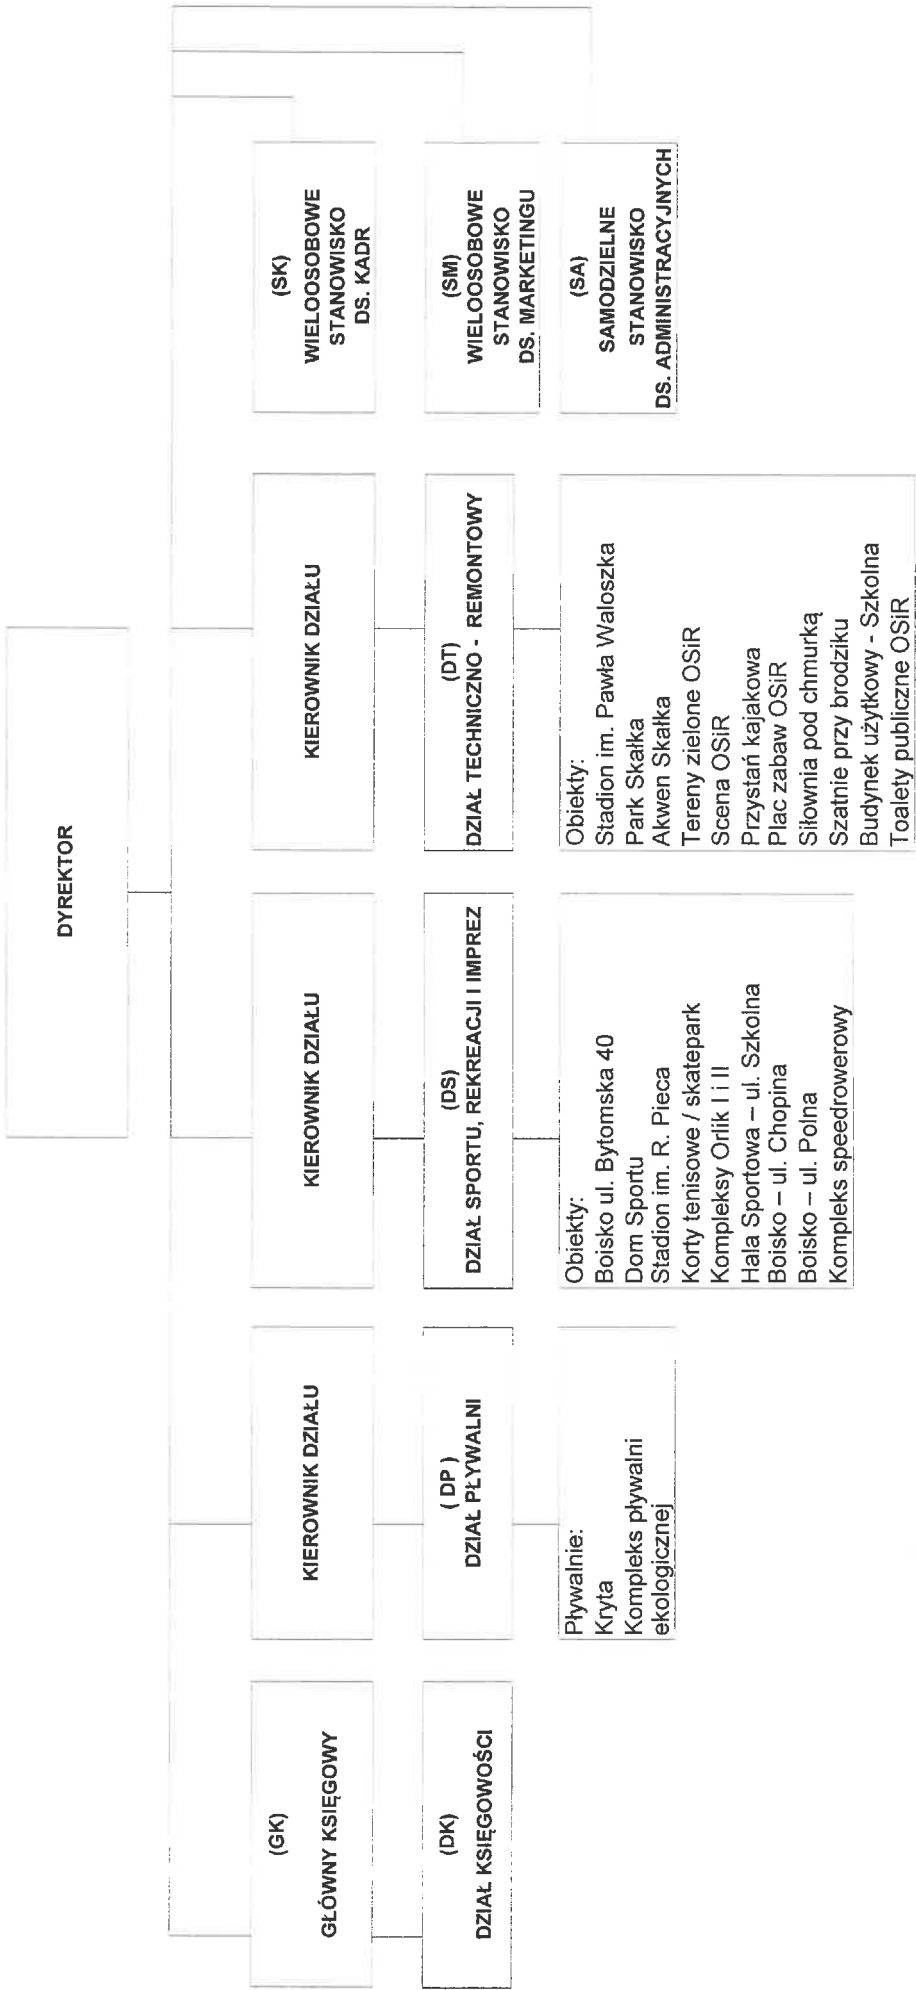 DYREKTOR
(GK)
GŁÓWNY KSIĘGOWY
(DK)
DZIAŁ KSIĘGOWOŚCI
KIEROWNIK DZIAŁU
( DP )
DZIAŁ PŁYWALNI
Pływalnie:
Kryta
Kompleks pływalni
ekologicznej
KIEROWNIK DZIAŁU
(DS)
DZIAŁ SPORTU, REKREACJI I IMPREZ
Obiekty:
Boisko ul. Bytomska 40
Dom Sportu
Stadion im. R. Pieca
Korty tenisowe / skatepark
Kompleksy Orlik I i II
Hala Sportowa – ul. Szkolna
Boisko – ul. Chopina
Boisko – ul. Polna
Kompleks speedrowerowy
KIEROWNIK DZIAŁU
(DT)
DZIAŁ TECHNICZNO - REMONTOWY
Obiekty:
Stadion im. Pawła Waloszka
Park Skałka
Akwen Skałka
Tereny zielone OSiR
Scena OSiR
Przystań kajakowa
Plac zabaw OSiR
Siłownia pod chmurką
Szatnie przy brodziku
Budynek użytkowy - Szkolna
Toalety publiczne OSiR
(SK)
WIELOOSOBOWE
STANOWISKO
DS. KADR
(SM)
WIELOOSOBOWE
STANOWISKO
DS. MARKETINGU
(SA)
SAMODZIELNE
STANOWISKO
DS. ADMINISTRACYJNYCH